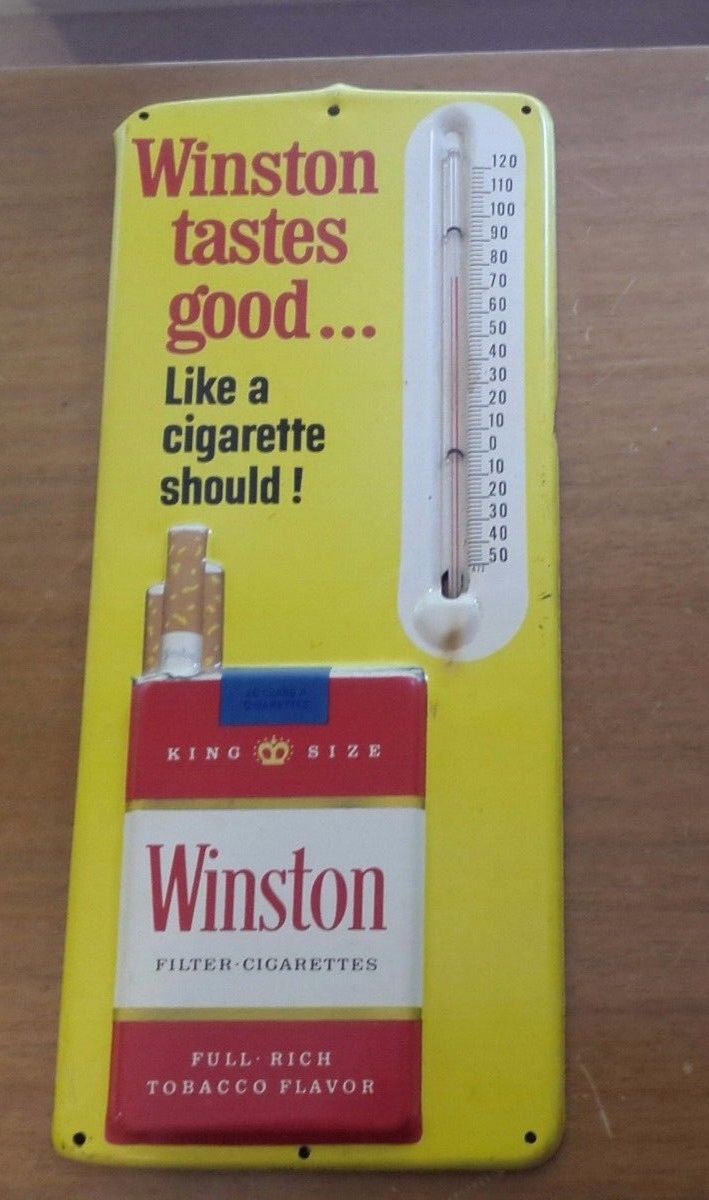 Winston
tastes
good...
Like a
cigarette
should!
120
110
100
90
80
70
60
50
40
30
20
10
0
10
20
30
40
50
CIGARETTES
KING SIZE
Winston
FILTER·CIGARETTES
FULL·RICH
TOBACCO FLAVOR